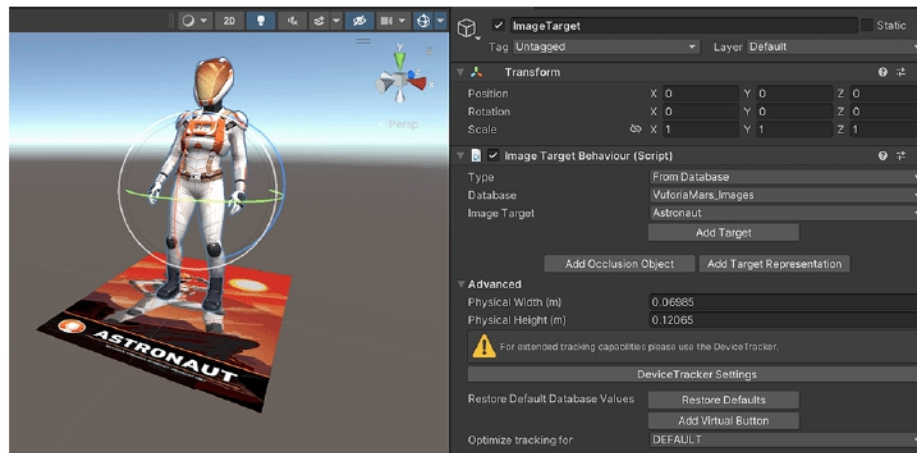 2D
y
x
Persp
ASTRONAUT
ImageTarget
Static
Tag Untagged
Layer Default
Transform
Position X 0 Y 0 Z 0
Rotation X 0 Y 0 Z 0
Scale X 1 Y 1 Z 1
Image Target Behaviour (Script)
Type From Database
Database VuforiaMars_Images
Image Target Astronaut
Add Target
Add Occlusion Object Add Target Representation
Advanced
Physical Width (m) 0.06985
Physical Height (m) 0.12065
For extended tracking capabilities please use the DeviceTracker.
DeviceTracker Settings
Restore Default Database Values Restore Defaults
Add Virtual Button
Optimize tracking for DEFAULT